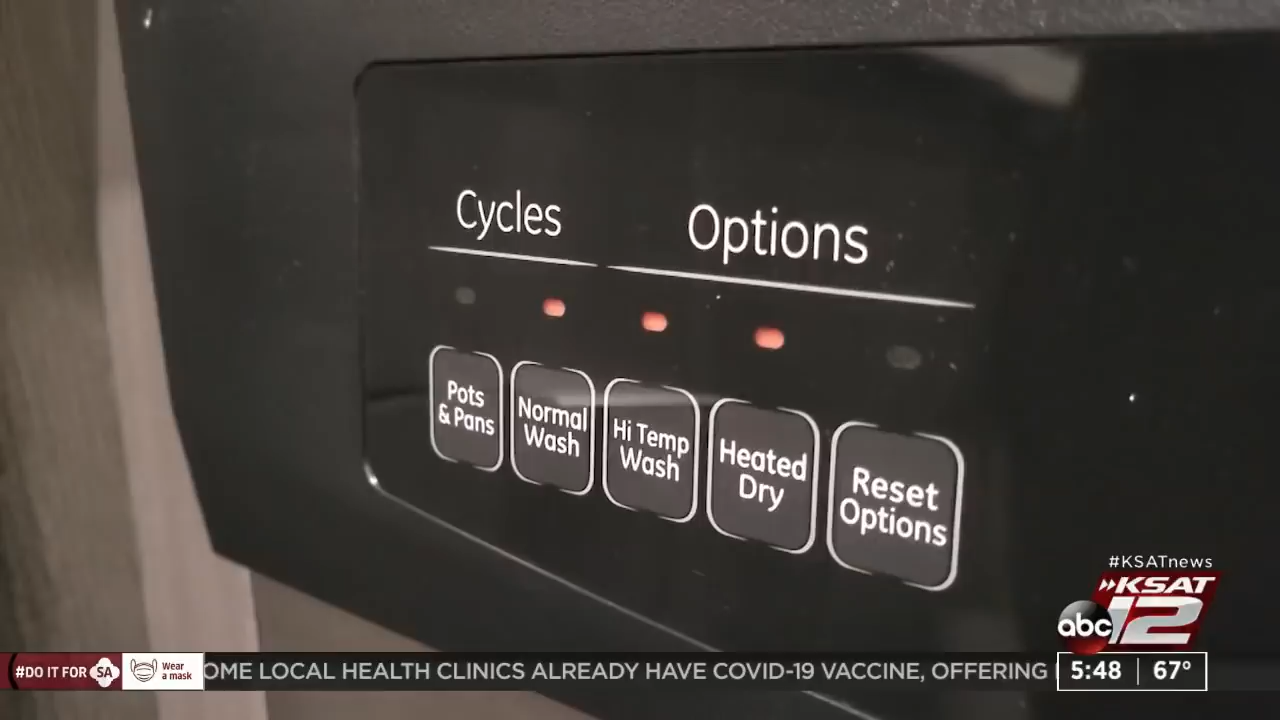 Cycles
Options
Pots
& Pans
Normal
Wash
Hi Temp
Wash
Heated
Dry
Reset
Options
#KSATnews
KSAT
abc 12
#DO IT FOR SA
Wear
a mask
OME LOCAL HEALTH CLINICS ALREADY HAVE COVID-19 VACCINE, OFFERING
5:48 67°